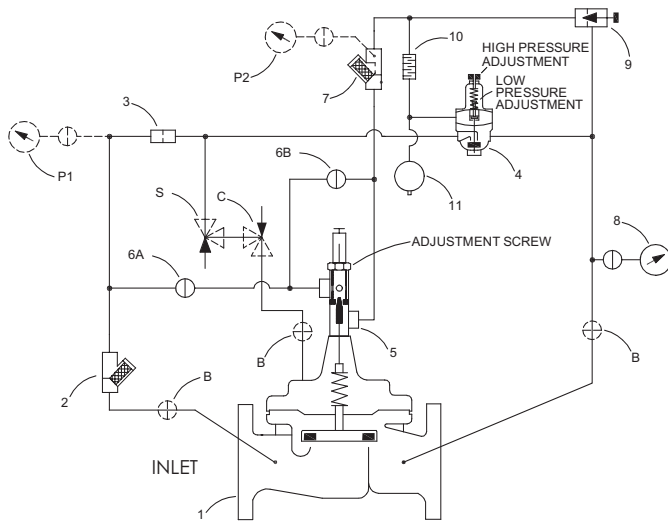 P2
7
10
HIGH PRESSURE
ADJUSTMENT
LOW
PRESSURE
ADJUSTMENT
9
3
P1
6B
4
11
S
C
8
6A
ADJUSTMENT SCREW
B
5
B
2
B
INLET
1